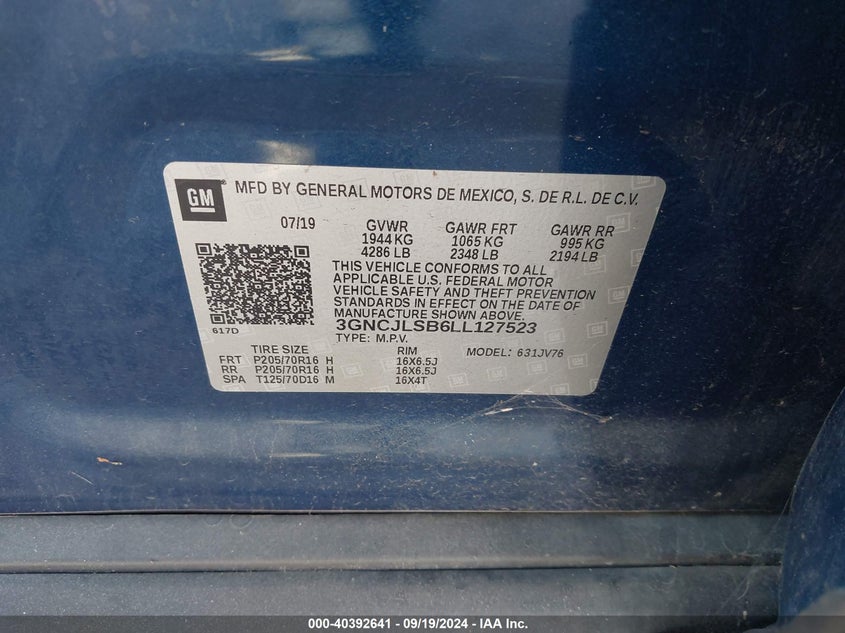 GM MFD BY GENERAL MOTORS DE MEXICO, S. DE R.L. DE C.V.
07/19 GVWR GAWR FRT GAWR RR
1944 KG 1065 KG 995 KG
4286 LB 2348 LB 2194 LB
THIS VEHICLE CONFORMS TO ALL
APPLICABLE U.S. FEDERAL MOTOR
VEHICLE SAFETY AND THEFT PREVENTION
STANDARDS IN EFFECT ON THE DATE OF
MANUFACTURE SHOWN ABOVE.
617D
3GNCJLSB6LL127523
TYPE: M.P.V. MODEL: 631JV76
TIRE SIZE RIM
FRT P205/70R16 H 16X6.5J
RR P205/70R16 H 16X6.5J
SPA T125/70D16 M 16X4T
000-40392641 - 09/19/2024 - IAA Inc.